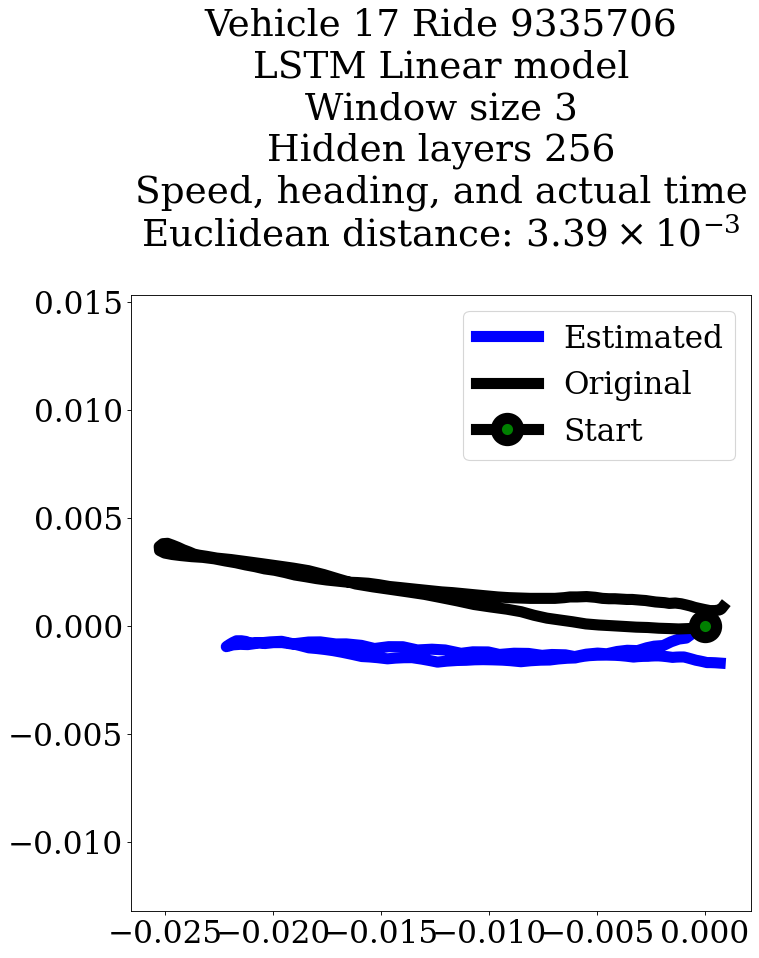 Vehicle 17 Ride 9335706
LSTM Linear model
Window size 3
Hidden layers 256
Speed, heading, and actual time
Euclidean distance: 3.39 × 10⁻³
Estimated
Original
Start
0.015
0.010
0.005
0.000
−0.005
−0.010
−0.025 −0.020 −0.015 −0.010 −0.005 0.000